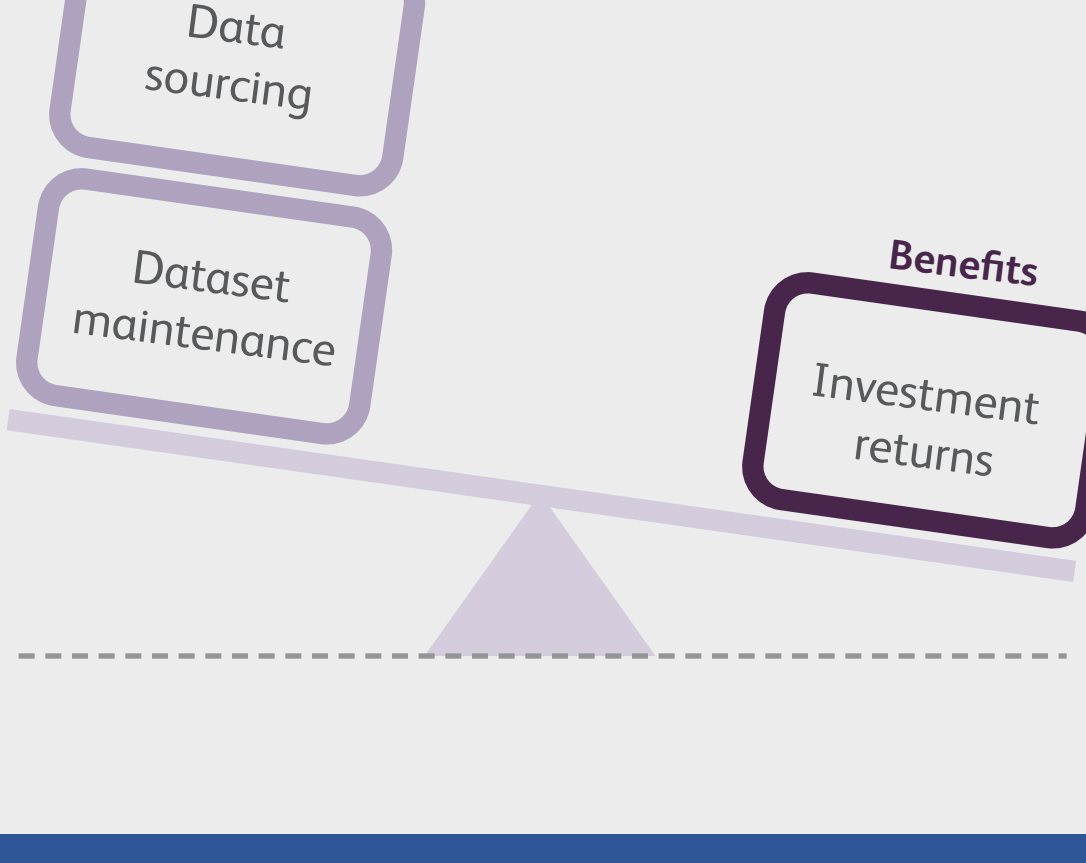 Data
sourcing
Dataset
maintenance
Benefits
Investment
returns